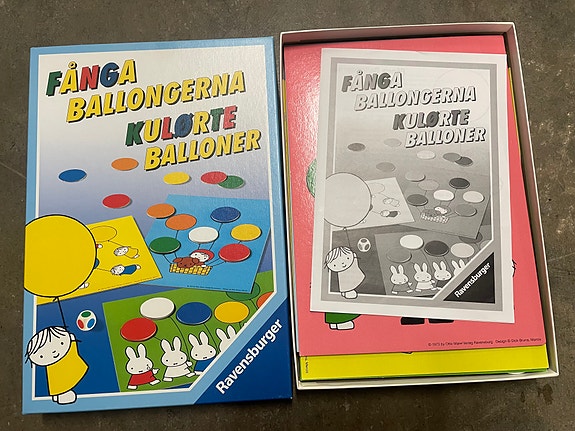 FÅNGA
BALLONGERNA
KULØRTE
BALLONER
Ravensburger
FÅNGA
BALLONGERNA
KULØRTE
BALLONER
Ravensburger